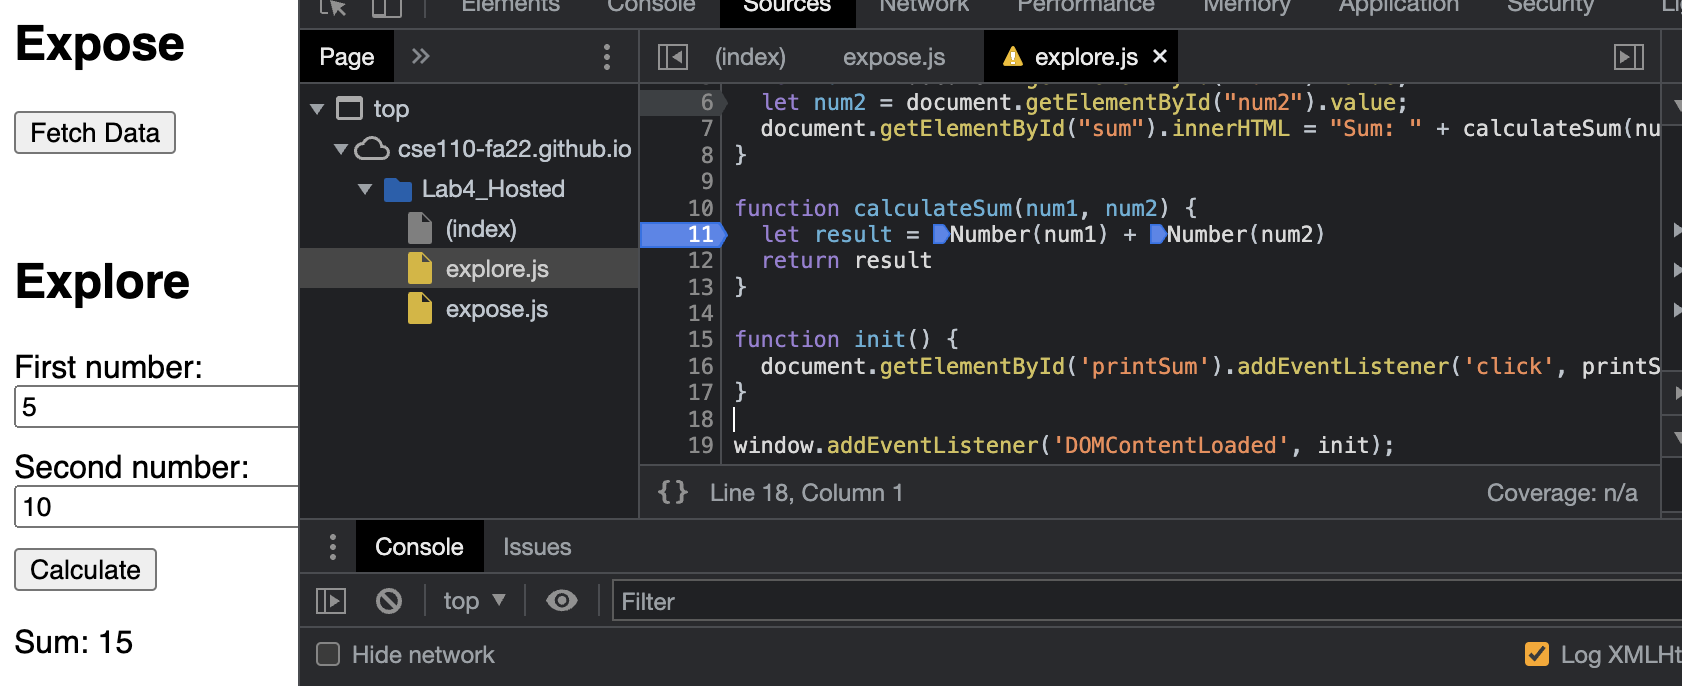 Expose
Fetch Data
Explore
First number:
5
Second number:
10
Calculate
Sum: 15
Elements Console Sources Network Performance Memory Application Security
Page
(index) expose.js explore.js
top
cse110-fa22.github.io
Lab4_Hosted
(index)
explore.js
expose.js
6 let num2 = document.getElementById("num2").value;
7 document.getElementById("sum").innerHTML = "Sum: " + calculateSum(nu
8 }
9
10 function calculateSum(num1, num2) {
11 let result = Number(num1) + Number(num2)
12 return result
13 }
14
15 function init() {
16 document.getElementById('printSum').addEventListener('click', printS
17 }
18
19 window.addEventListener('DOMContentLoaded', init);
{} Line 18, Column 1 Coverage: n/a
Console Issues
top Filter
Hide network Log XMLHt